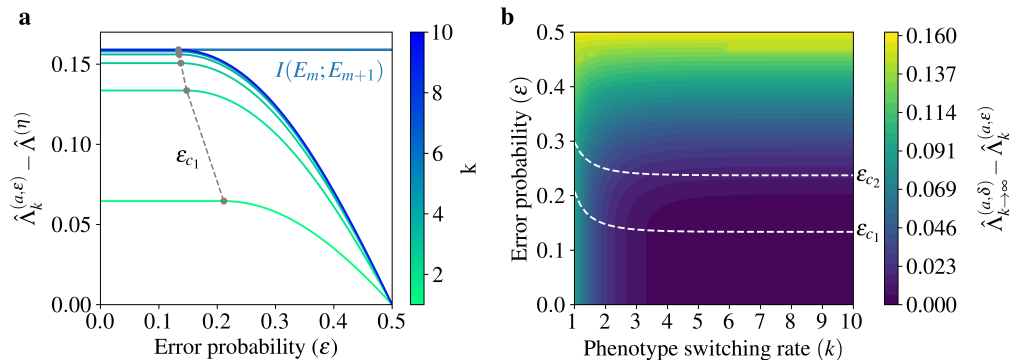 a
Λ̂_k^(a,ε) − Λ̂^(η)
0.15
0.10
0.05
0.00
I(E_m; E_{m+1})
ε_{c_1}
0.0 0.1 0.2 0.3 0.4 0.5
Error probability (ε)
10
8
6
4
2
k
b
Error probability (ε)
0.5
0.4
0.3
0.2
0.1
0.0
ε_{c_2}
ε_{c_1}
1 2 3 4 5 6 7 8 9 10
Phenotype switching rate (k)
0.160
0.137
0.114
0.091
0.069
0.046
0.023
0.000
Λ̂_{k→∞}^(a,δ) − Λ̂_k^(a,ε)